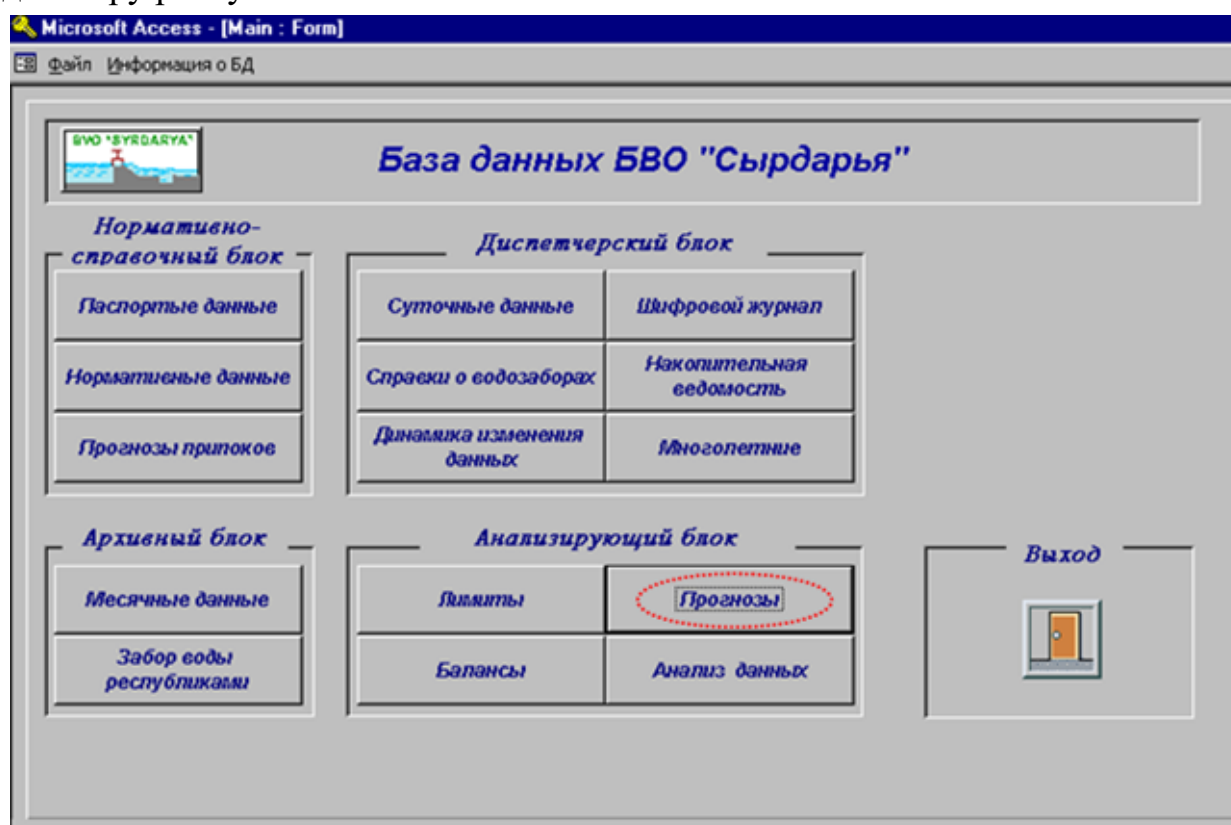 Microsoft Access - [Main : Form]
Файл Информация о БД
BVO "SYRDARYA"
База данных БВО "Сырдарья"
Нормативно-
справочный блок
Паспортые данные
Нормативные данные
Прогнозы притоков
Диспетчерский блок
Суточные данные
Шифровой журнал
Справки о водозаборах
Накопительная
ведомость
Динамика изменения
данных
Многолетние
Архивный блок
Месячные данные
Забор воды
республиками
Анализирующий блок
Лимиты
Прогнозы
Балансы
Анализ данных
Выход